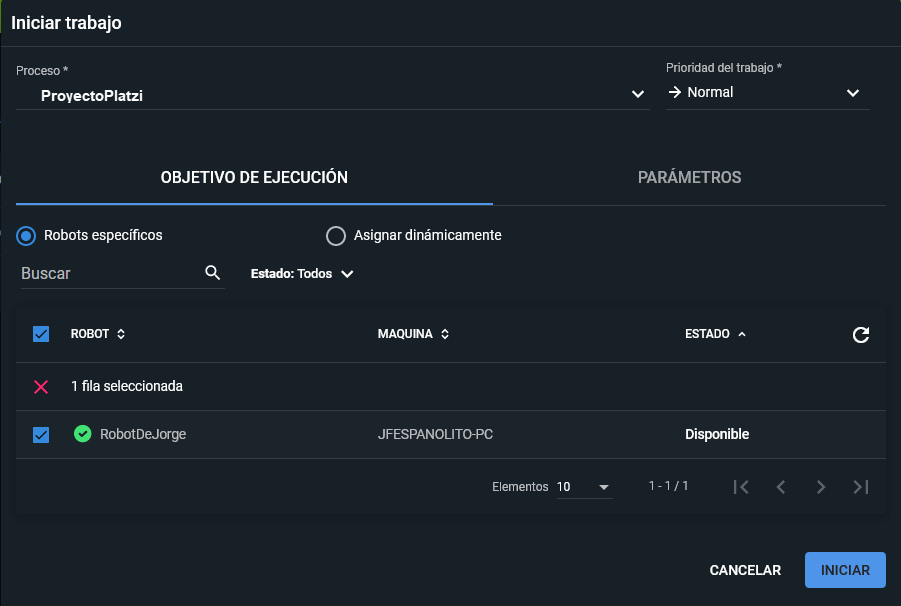 Iniciar trabajo
Proceso *
Prioridad del trabajo *
ProyectoPlatzi
Normal
OBJETIVO DE EJECUCIÓN
PARÁMETROS
Robots específicos
Asignar dinámicamente
Buscar
Estado: Todos
ROBOT
MAQUINA
ESTADO
1 fila seleccionada
RobotDeJorge
JFESPANOLITO-PC
Disponible
Elementos 10
1 - 1 / 1
CANCELAR
INICIAR